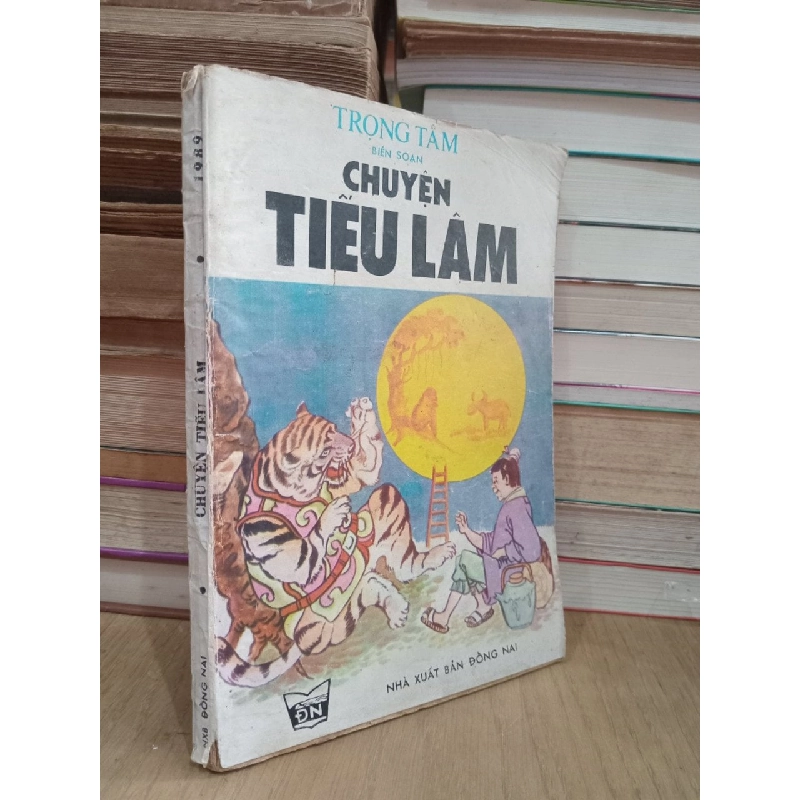 TRỌNG TÂM
BIÊN SOẠN
CHUYỆN
TIẾU LÂM
NHÀ XUẤT BẢN ĐỒNG NAI
ĐN
1989
CHUYỆN TIẾU LÂM
NXB ĐỒNG NAI